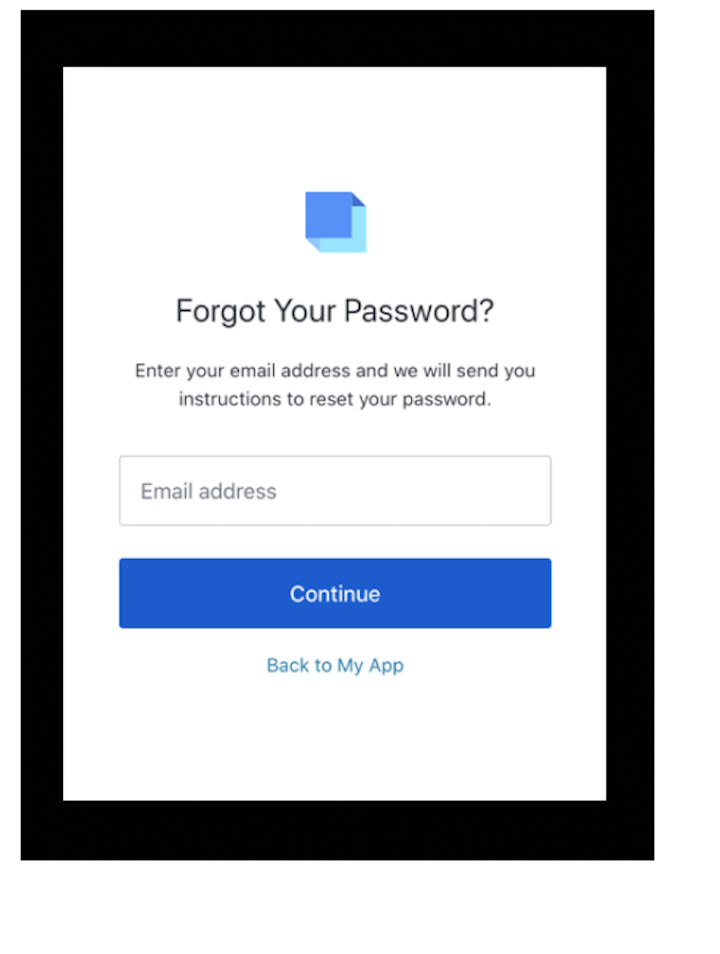 Forgot Your Password?
Enter your email address and we will send you
instructions to reset your password.
Email address
Continue
Back to My App